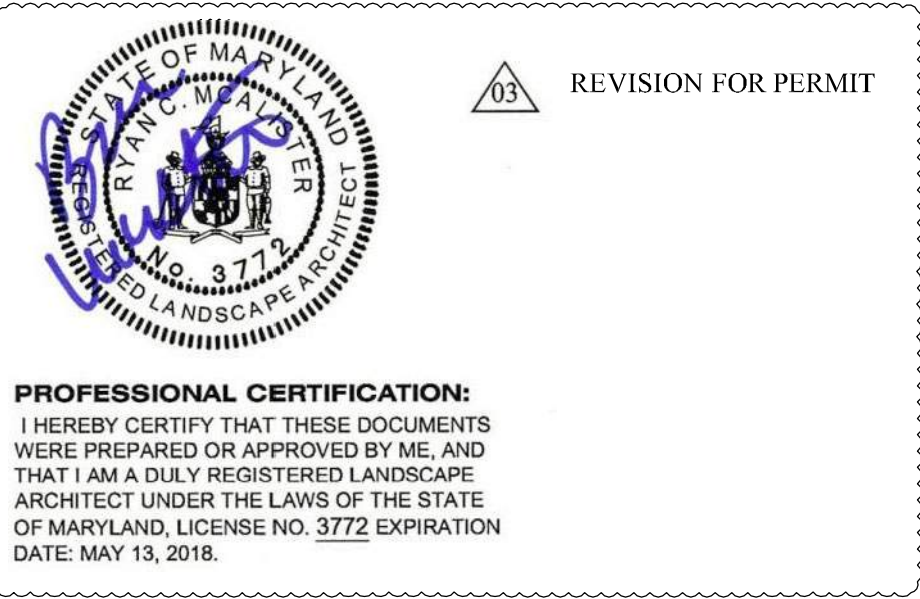 STATE OF MARYLAND
RYAN C. MCALISTER
No. 3772
REGISTERED LANDSCAPE ARCHITECT
03 REVISION FOR PERMIT
PROFESSIONAL CERTIFICATION:
I HEREBY CERTIFY THAT THESE DOCUMENTS
WERE PREPARED OR APPROVED BY ME, AND
THAT I AM A DULY REGISTERED LANDSCAPE
ARCHITECT UNDER THE LAWS OF THE STATE
OF MARYLAND, LICENSE NO. 3772 EXPIRATION
DATE: MAY 13, 2018.